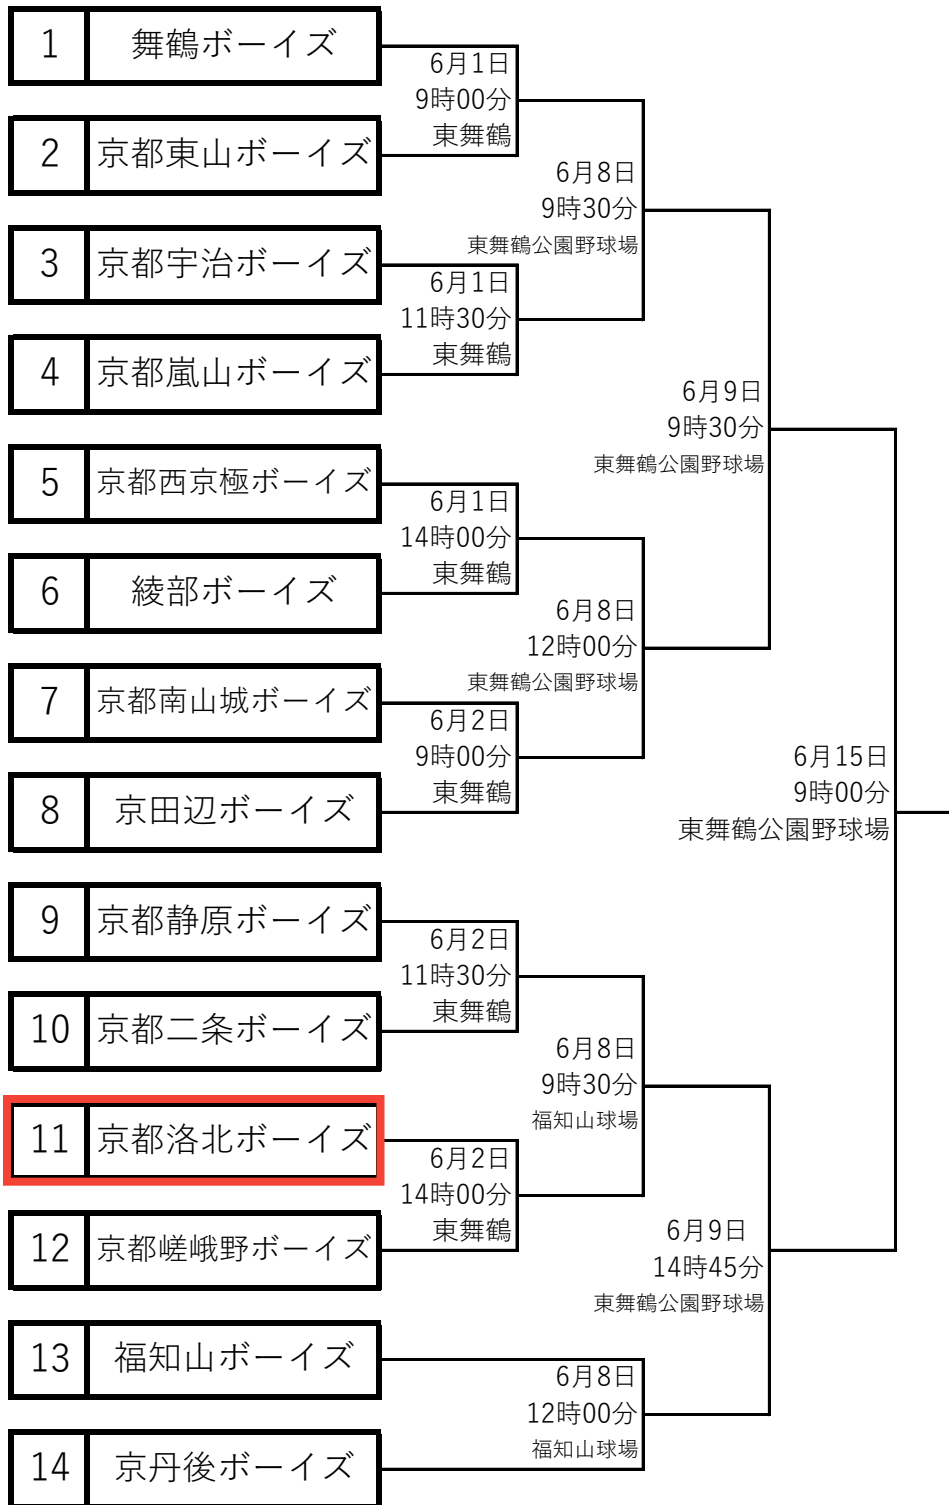 1 舞鶴ボーイズ
6月1日
9時00分
東舞鶴
2 京都東山ボーイズ
6月8日
9時30分
東舞鶴公園野球場
3 京都宇治ボーイズ
6月1日
11時30分
東舞鶴
4 京都嵐山ボーイズ
6月9日
9時30分
東舞鶴公園野球場
5 京都西京極ボーイズ
6月1日
14時00分
東舞鶴
6 綾部ボーイズ
6月8日
12時00分
東舞鶴公園野球場
7 京都南山城ボーイズ
6月2日
9時00分
東舞鶴
8 京田辺ボーイズ
6月15日
9時00分
東舞鶴公園野球場
9 京都静原ボーイズ
6月2日
11時30分
東舞鶴
10 京都二条ボーイズ
6月8日
9時30分
福知山球場
11 京都洛北ボーイズ
6月2日
14時00分
東舞鶴
12 京都嵯峨野ボーイズ
6月9日
14時45分
東舞鶴公園野球場
13 福知山ボーイズ
6月8日
12時00分
福知山球場
14 京丹後ボーイズ